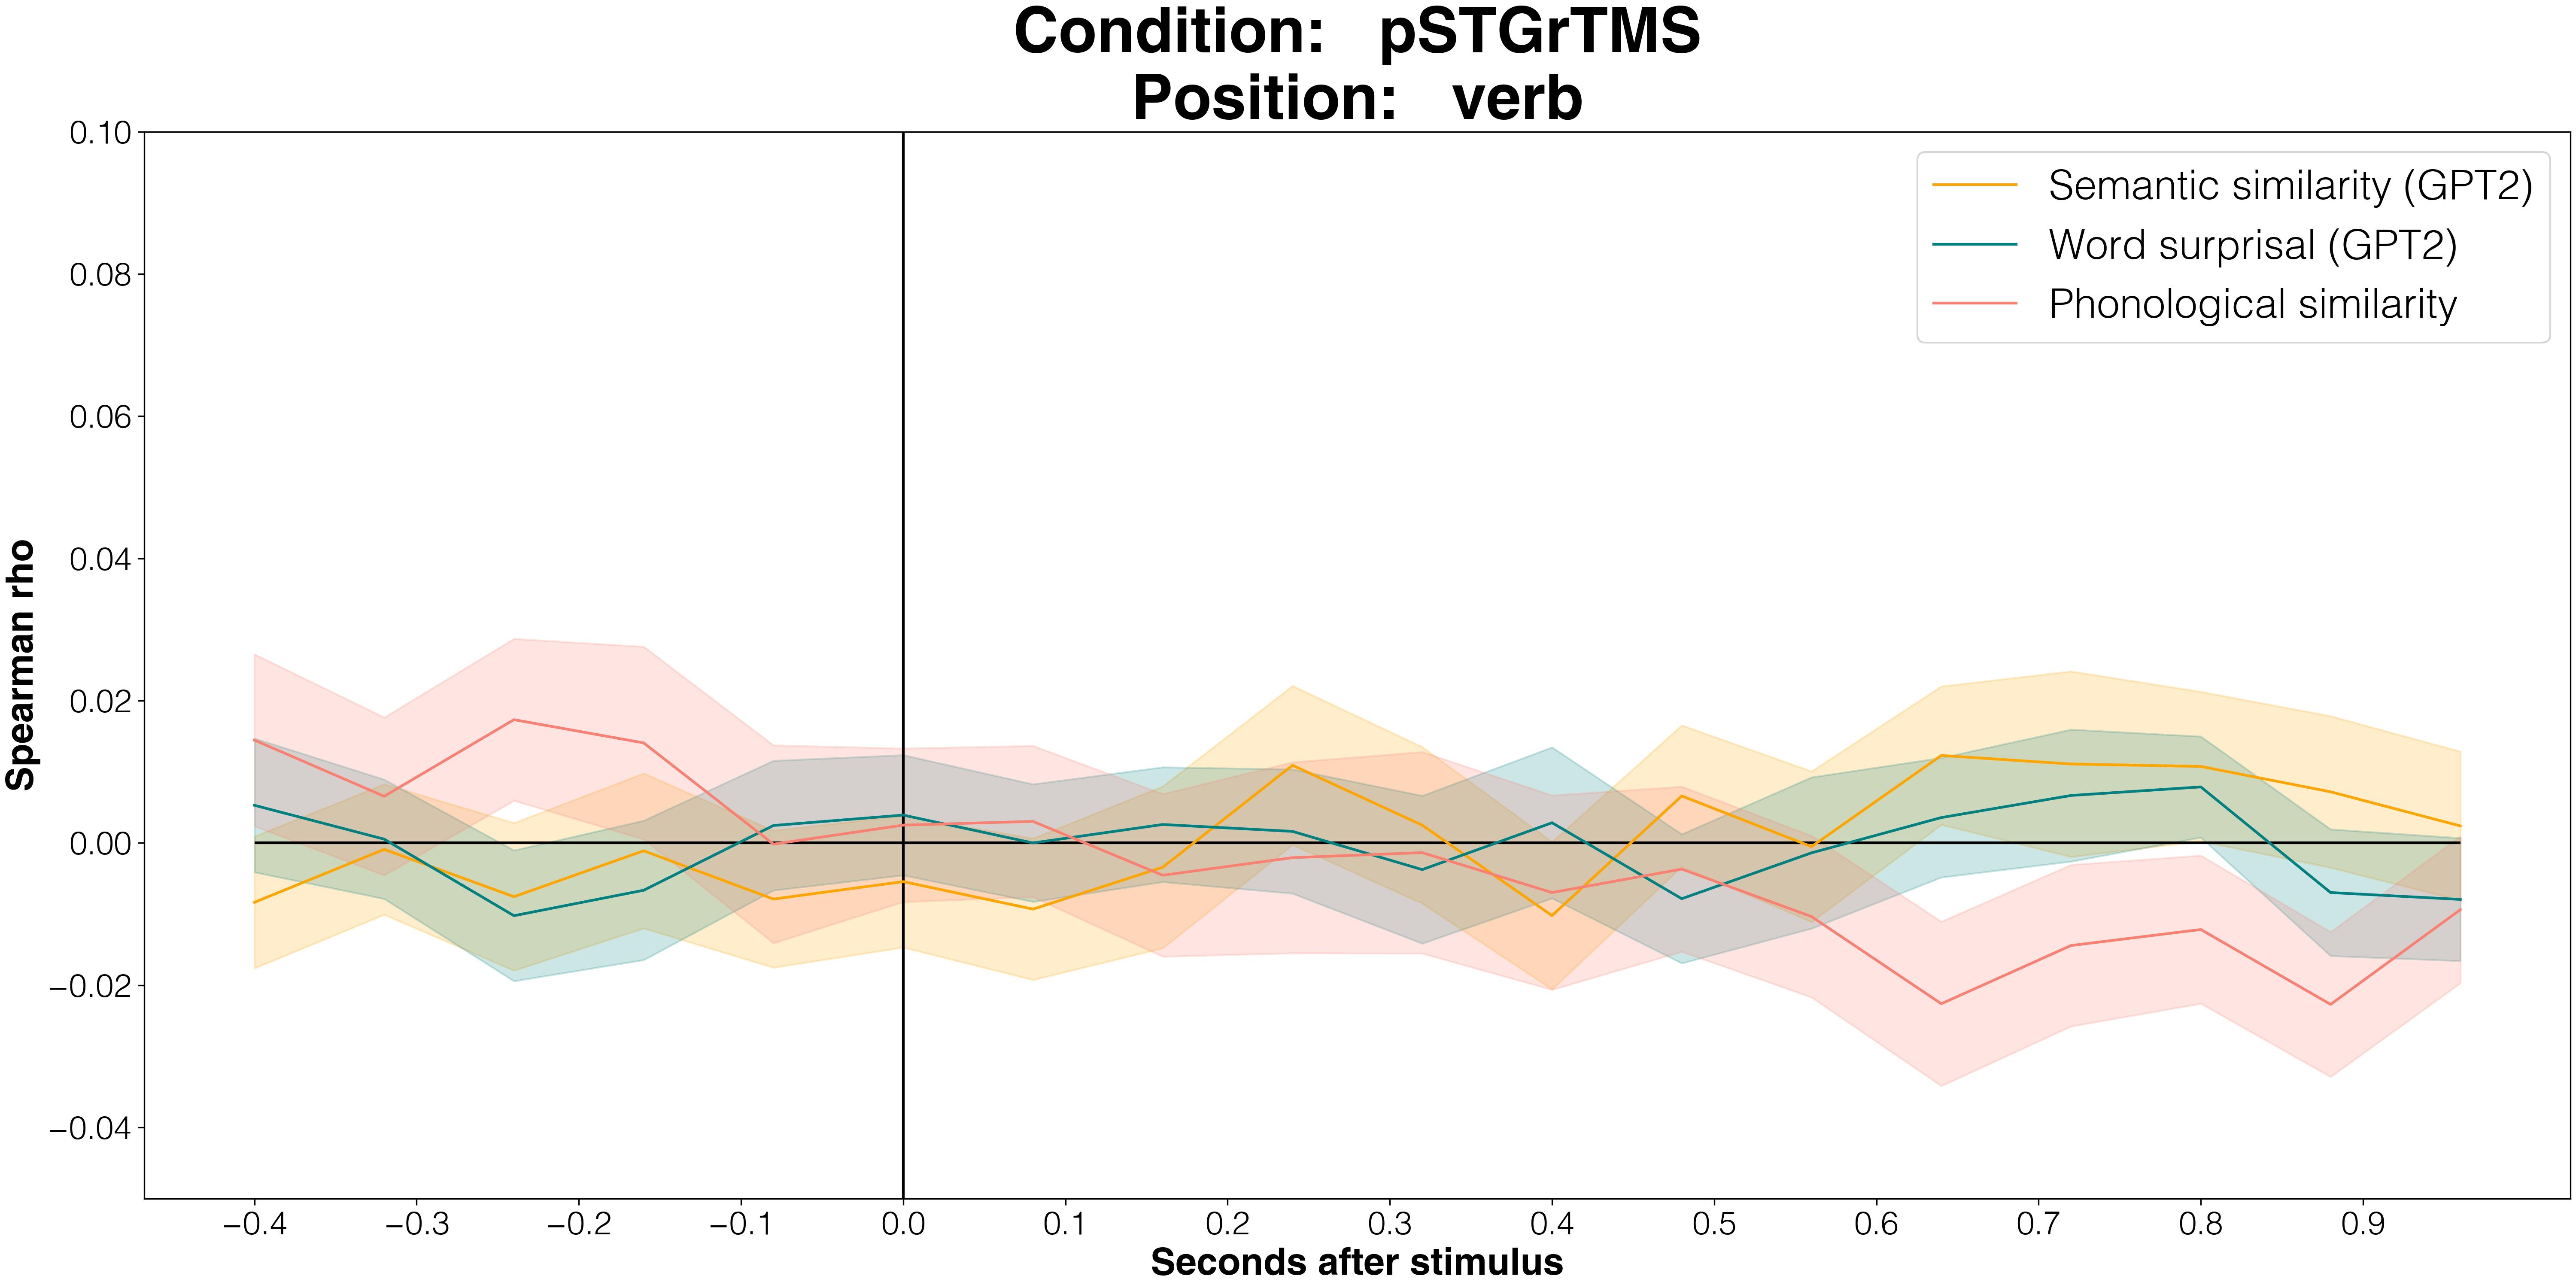 Condition: pSTGrTMS
Position: verb
0.10
0.08
0.06
0.04
0.02
0.00
−0.02
−0.04
Spearman rho
Semantic similarity (GPT2)
Word surprisal (GPT2)
Phonological similarity
−0.4 −0.3 −0.2 −0.1 0.0 0.1 0.2 0.3 0.4 0.5 0.6 0.7 0.8 0.9
Seconds after stimulus